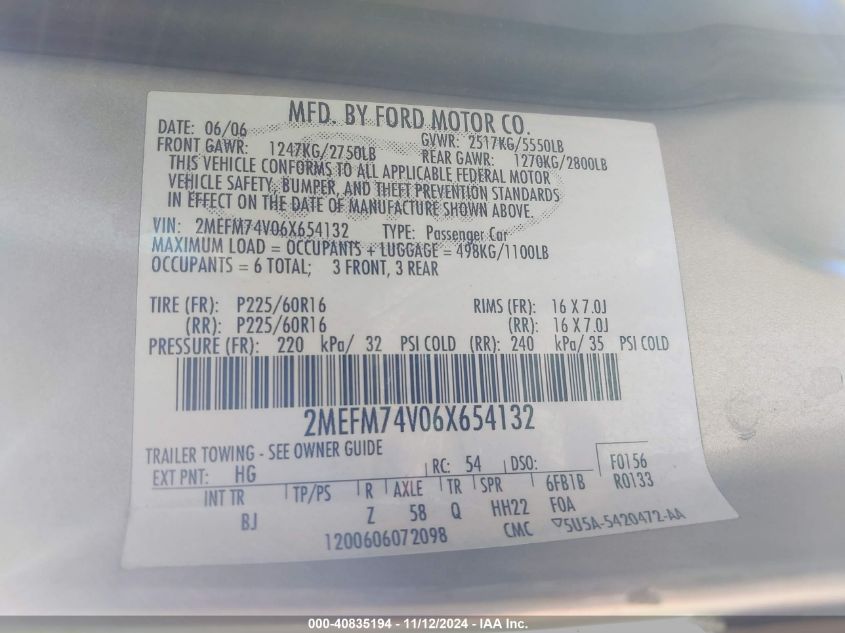 MFD. BY FORD MOTOR CO.
DATE: 06/06 GVWR: 2517KG/5550LB
FRONT GAWR: 1247KG/2750LB REAR GAWR: 1270KG/2800LB
THIS VEHICLE CONFORMS TO ALL APPLICABLE FEDERAL MOTOR
VEHICLE SAFETY, BUMPER, AND THEFT PREVENTION STANDARDS
IN EFFECT ON THE DATE OF MANUFACTURE SHOWN ABOVE.
VIN: 2MEFM74V06X654132 TYPE: Passenger Car
MAXIMUM LOAD = OCCUPANTS + LUGGAGE = 498KG/1100LB
OCCUPANTS = 6 TOTAL; 3 FRONT, 3 REAR
TIRE (FR): P225/60R16 RIMS (FR): 16 X 7.0J
(RR): P225/60R16 (RR): 16 X 7.0J
PRESSURE (FR): 220 kPa/ 32 PSI COLD (RR): 240 kPa/ 35 PSI COLD
2MEFM74V06X654132
TRAILER TOWING - SEE OWNER GUIDE
EXT PNT: HG RC: 54 DSO: F0156
INT TR TP/PS R AXLE TR SPR 6FB1B R0133
BJ Z 58 Q HH22 FOA
1200606072098 CMC ▽5U5A-5420472-AA
000-40835194 - 11/12/2024 - IAA Inc.